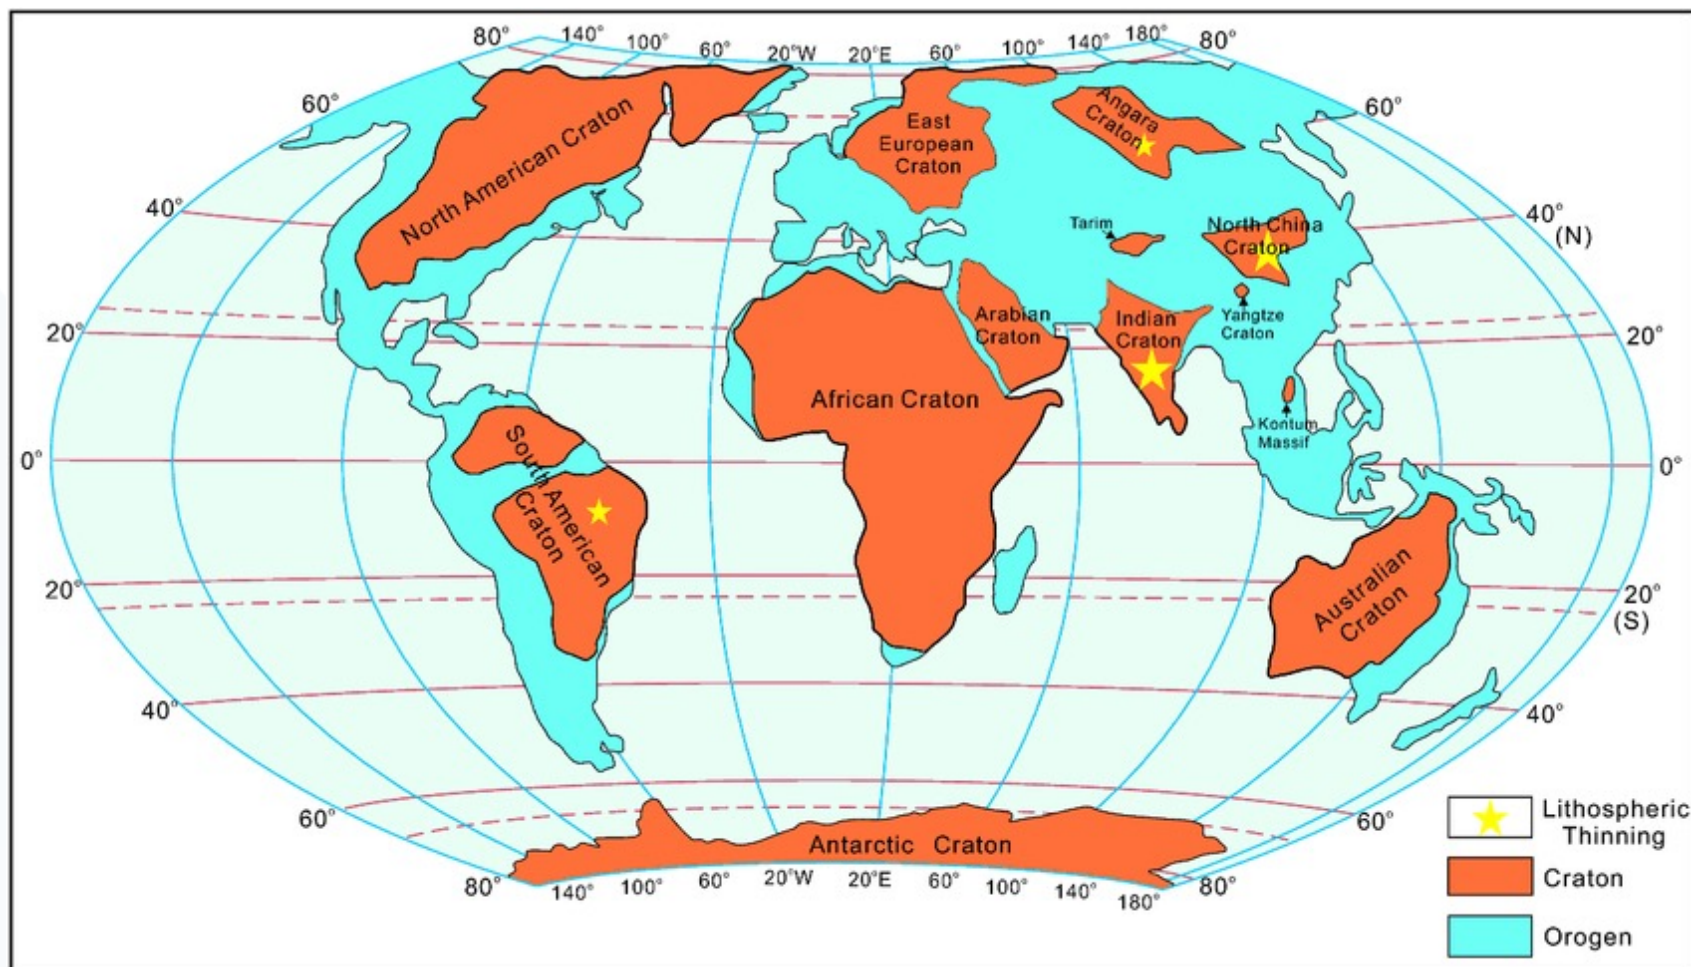 80° 140° 100° 60° 20°W 20°E 60° 100° 140° 180° 80°
60° 60°
40° 40°
(N)
20° 20°
0° 0°
20° 20°
(S)
40° 40°
60° 60°
80° 140° 100° 60° 20°W 20°E 60° 100° 140° 180° 80°
North American Craton
East
European
Craton
Angara
Craton
Tarim
North China
Craton
Arabian
Craton
Indian
Craton
Yangtze
Craton
African Craton
Kontum
Massif
South American
Craton
Australian
Craton
Antarctic Craton
Lithospheric
Thinning
Craton
Orogen